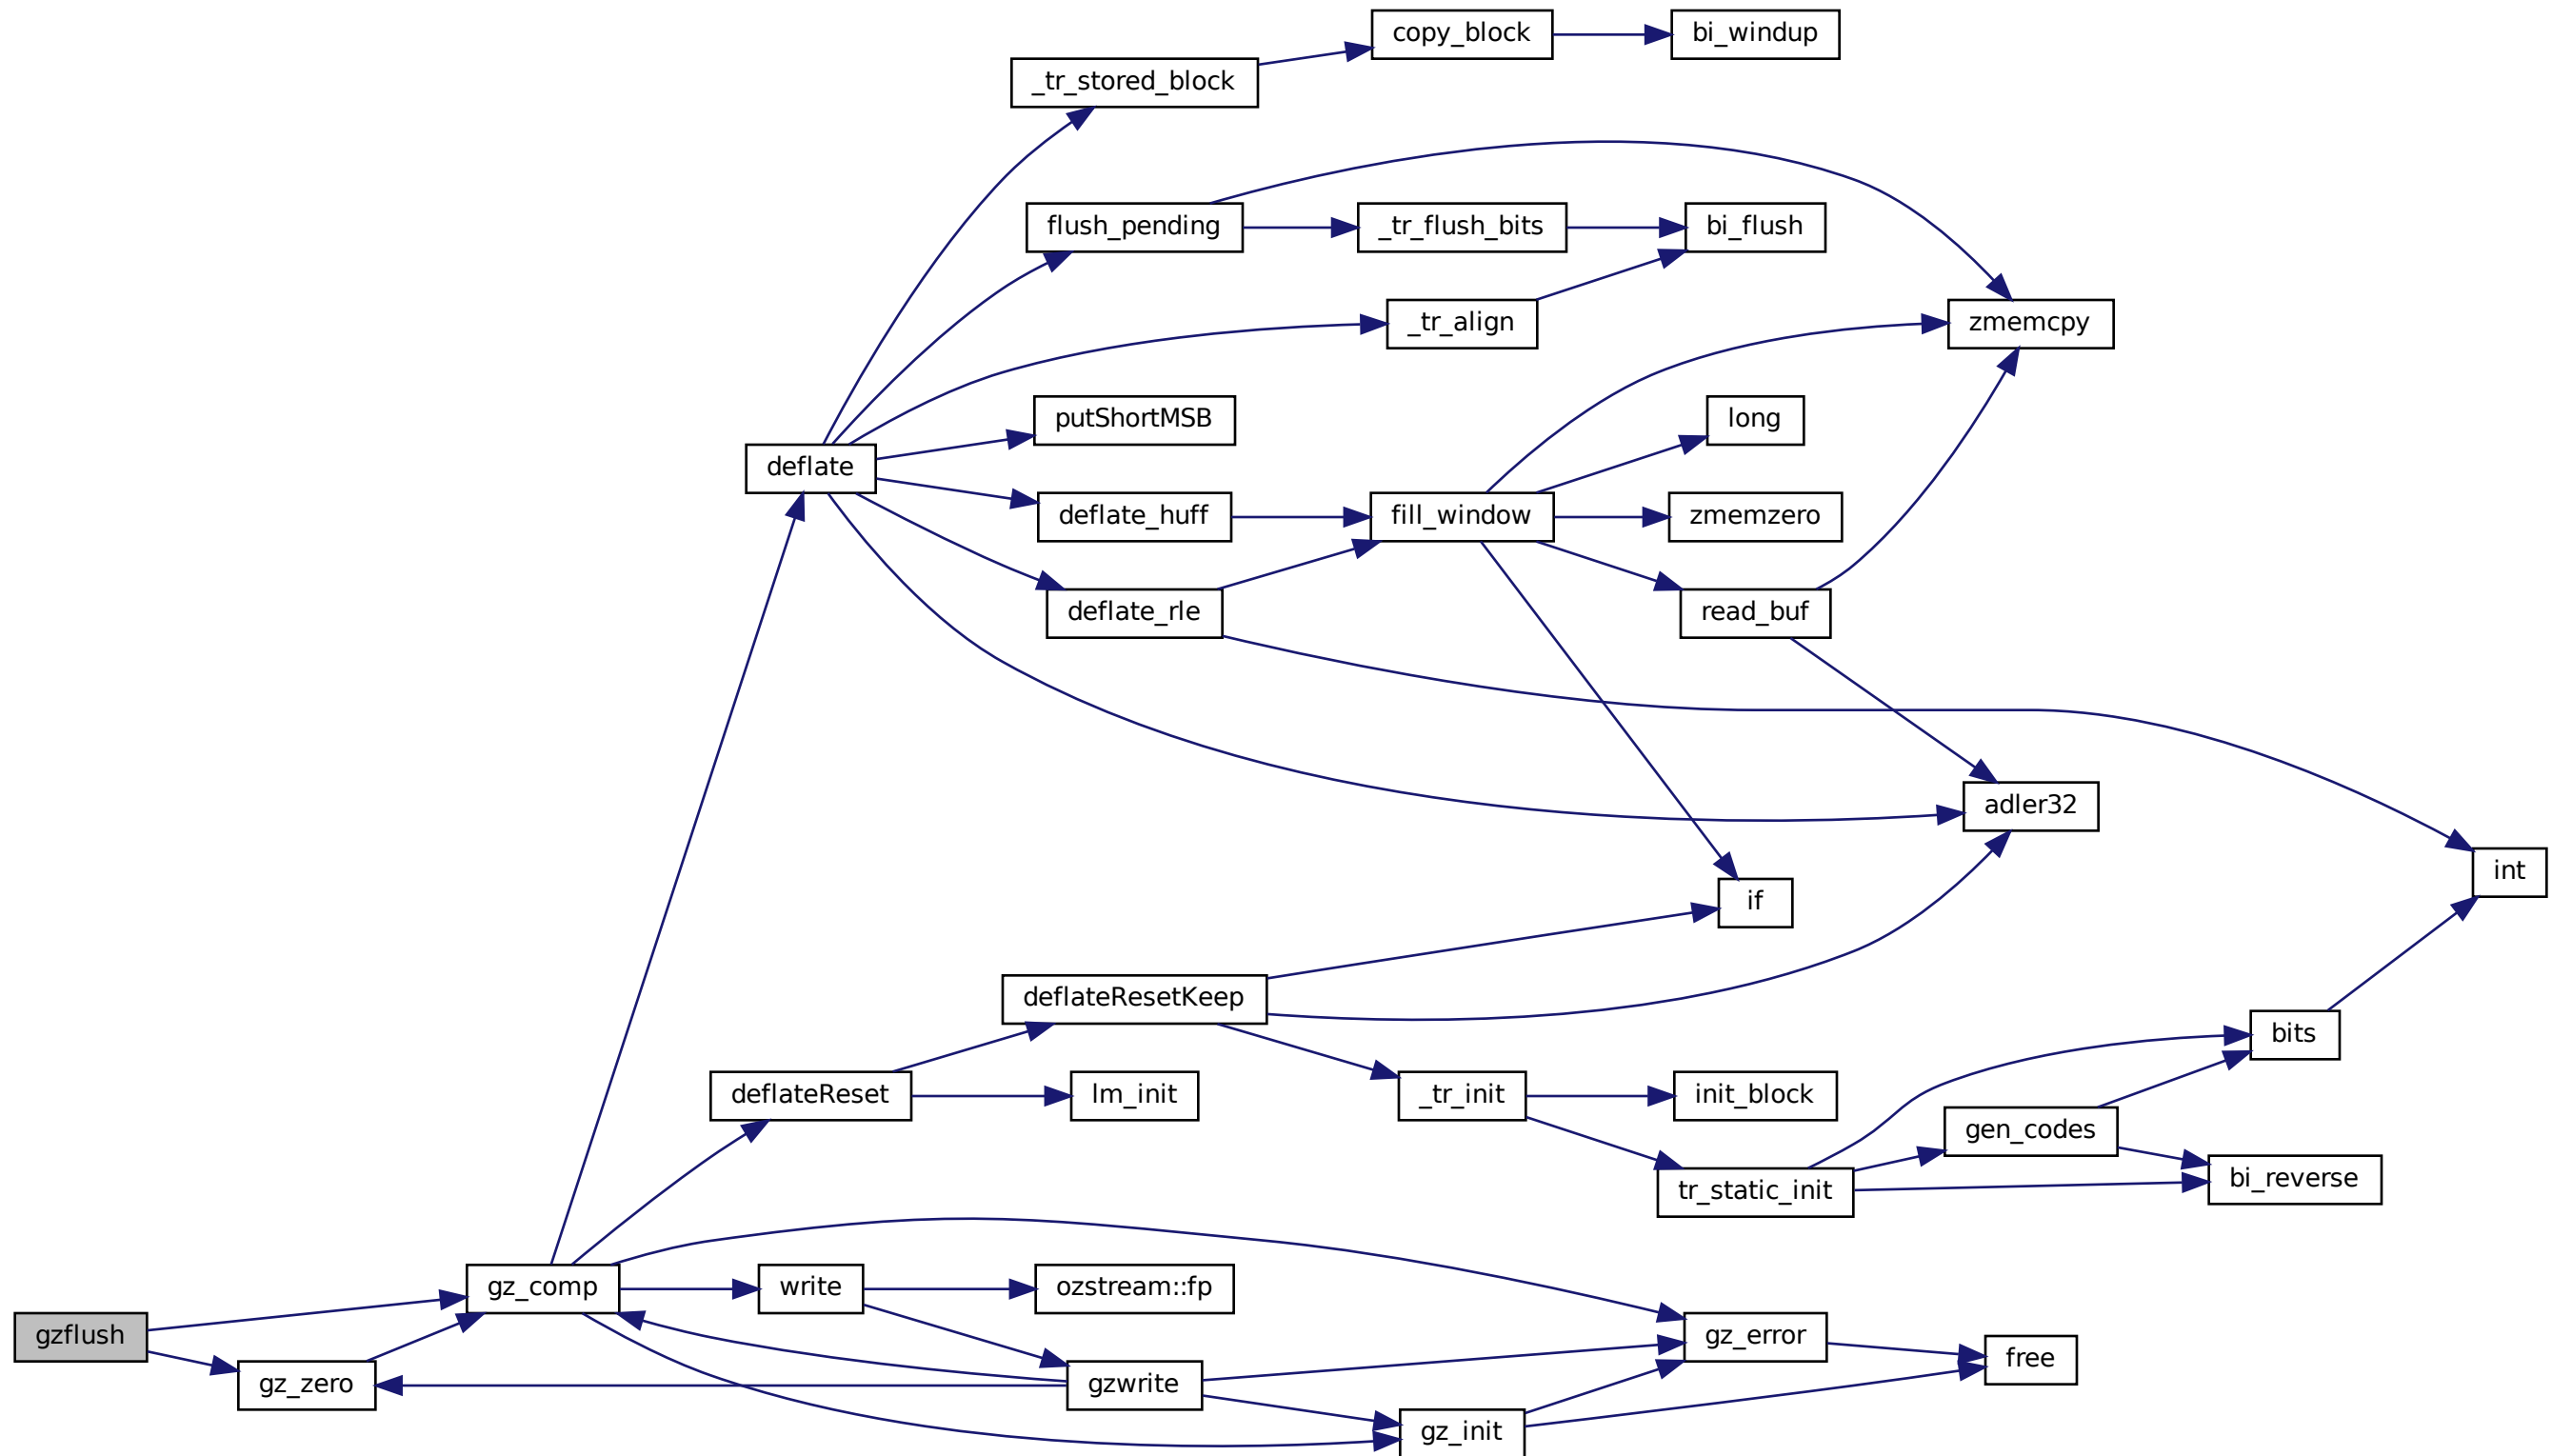 copy_block
bi_windup
_tr_stored_block
flush_pending
_tr_flush_bits
bi_flush
_tr_align
zmemcpy
putShortMSB
long
deflate
deflate_huff
fill_window
zmemzero
deflate_rle
read_buf
adler32
int
if
deflateResetKeep
bits
deflateReset
lm_init
_tr_init
init_block
gen_codes
tr_static_init
bi_reverse
gz_comp
write
ozstream::fp
gzflush
gz_error
free
gz_zero
gzwrite
gz_init